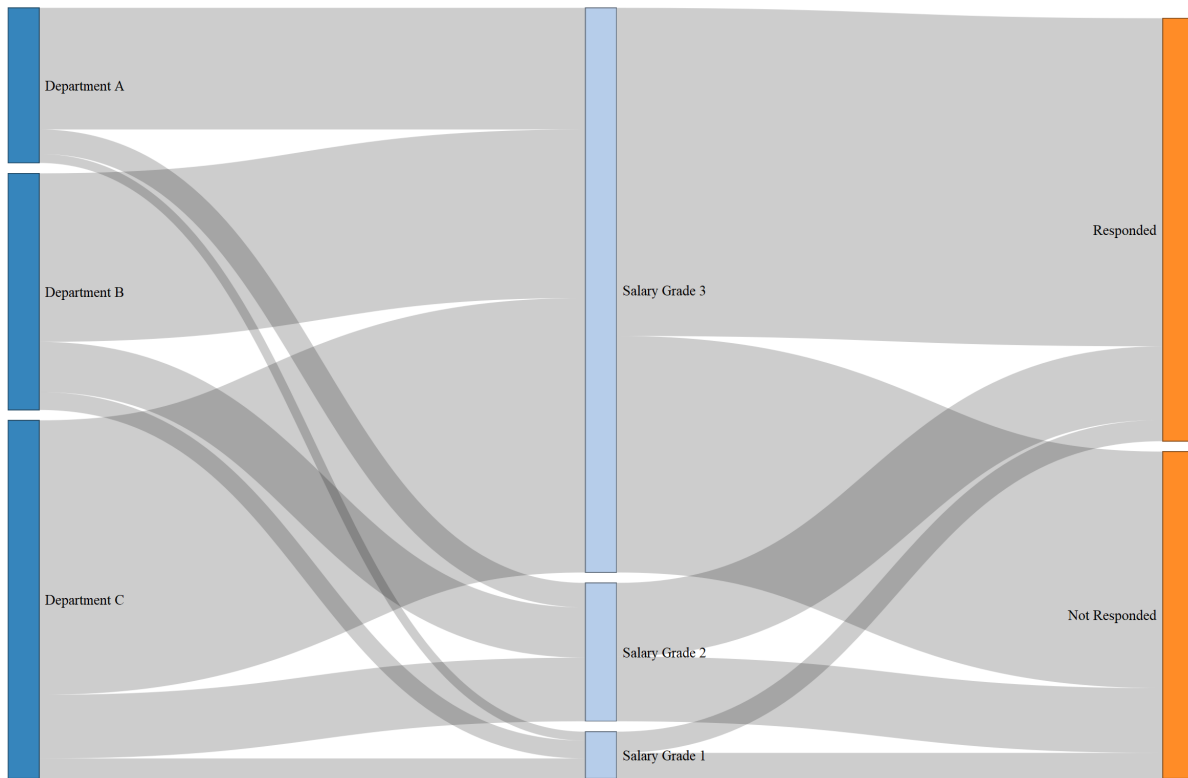 Department A
Department B
Department C
Salary Grade 3
Salary Grade 2
Salary Grade 1
Responded
Not Responded